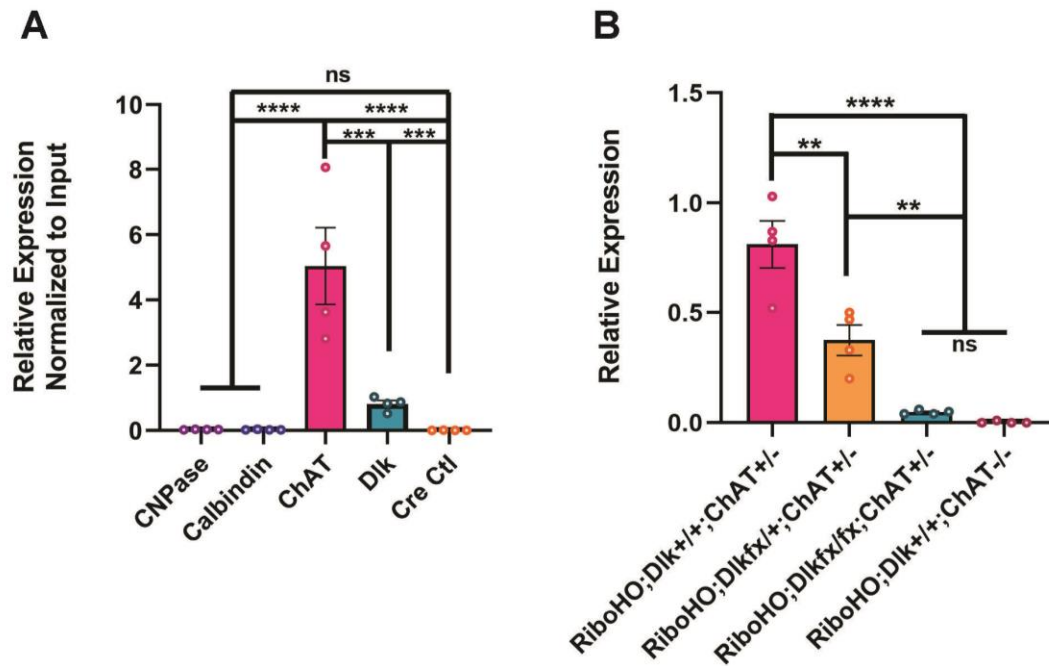 A
Relative Expression
Normalized to Input
10
8
6
4
2
0
ns
**** ****
*** ***
CNPase
Calbindin
ChAT
Dlk
Cre Ctl
B
Relative Expression
1.5
1.0
0.5
0.0
****
**
**
ns
RiboHO;Dlk+/+;ChAT+/-
RiboHO;Dlkfx/+;ChAT+/-
RiboHO;Dlkfx/fx;ChAT+/-
RiboHO;Dlk+/+;ChAT-/-